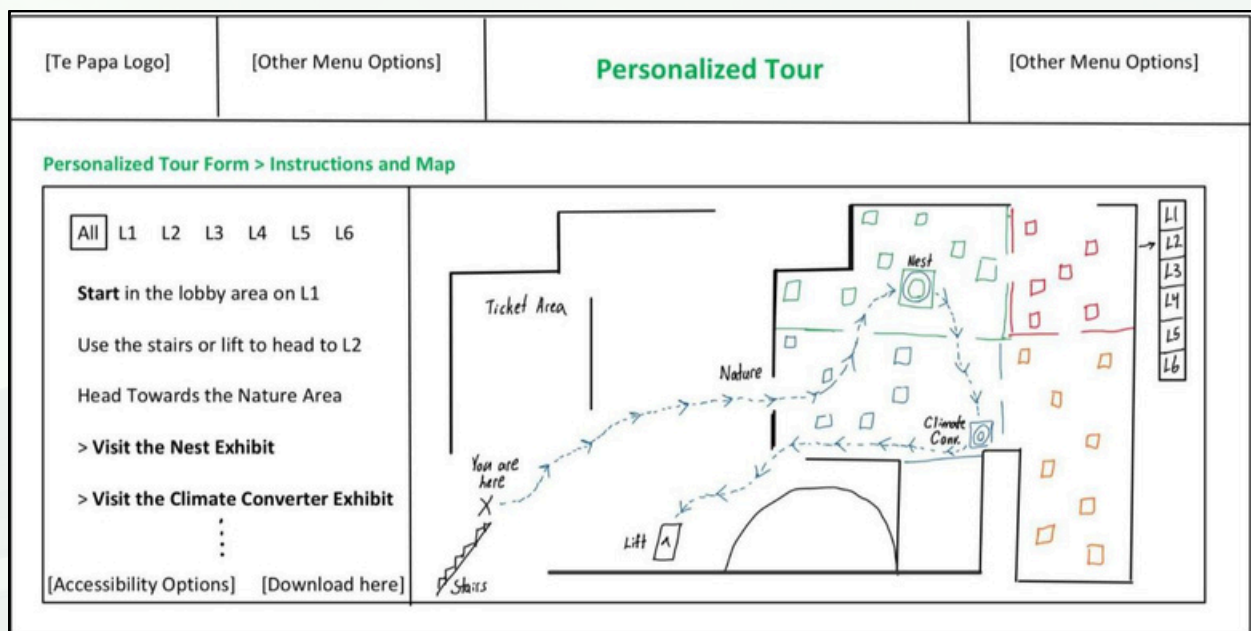 [Te Papa Logo]
[Other Menu Options]
Personalized Tour
[Other Menu Options]
Personalized Tour Form > Instructions and Map
All L1 L2 L3 L4 L5 L6
Start in the lobby area on L1
Use the stairs or lift to head to L2
Head Towards the Nature Area
> Visit the Nest Exhibit
> Visit the Climate Converter Exhibit
[Accessibility Options] [Download here]
Ticket Area
Nest
Nature
Climate
Conv.
You are
here
X
Lift
Stairs
L1
L2
L3
L4
L5
L6